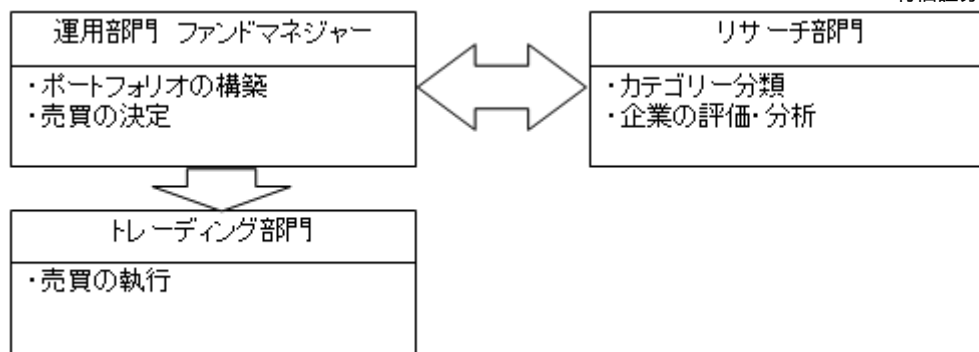 運用部門 ファンドマネジャー
・ポートフォリオの構築
・売買の決定
リサーチ部門
・カテゴリー分類
・企業の評価・分析
トレーディング部門
・売買の執行